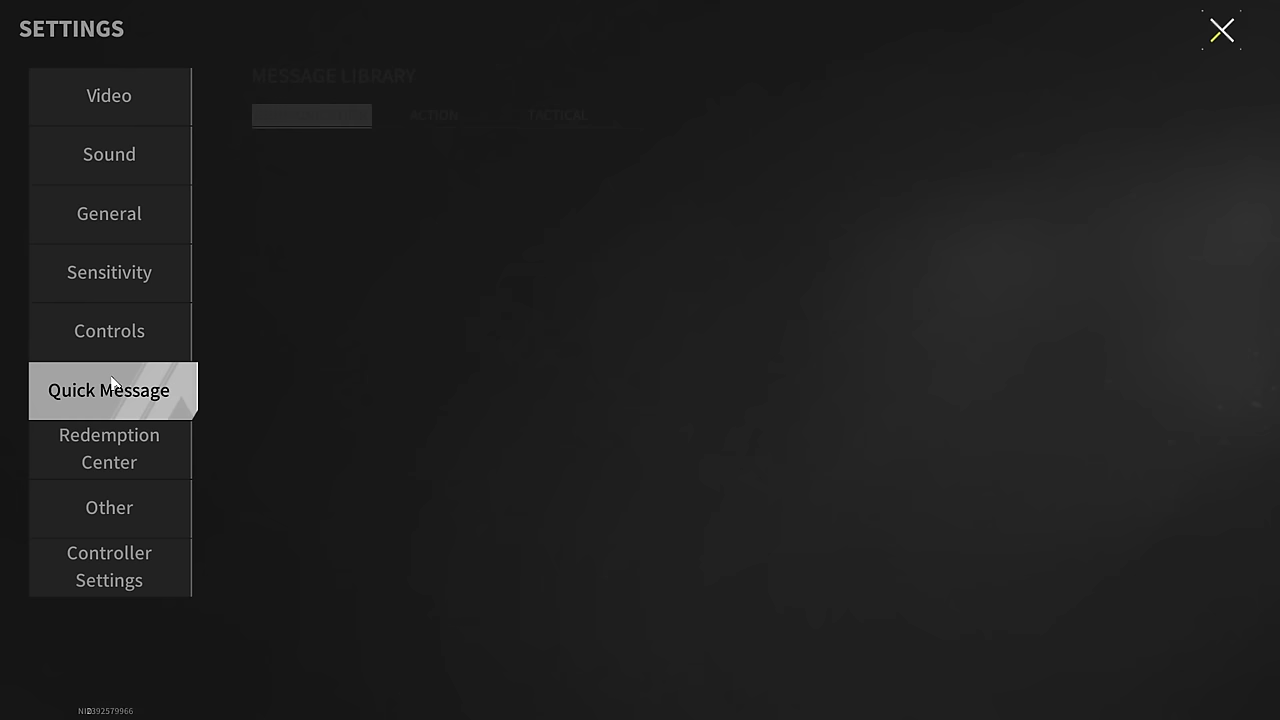 SETTINGS
Video
Sound
General
Sensitivity
Controls
Quick Message
Redemption
Center
Other
Controller
Settings
MESSAGE LIBRARY
ACTION
TACTICAL